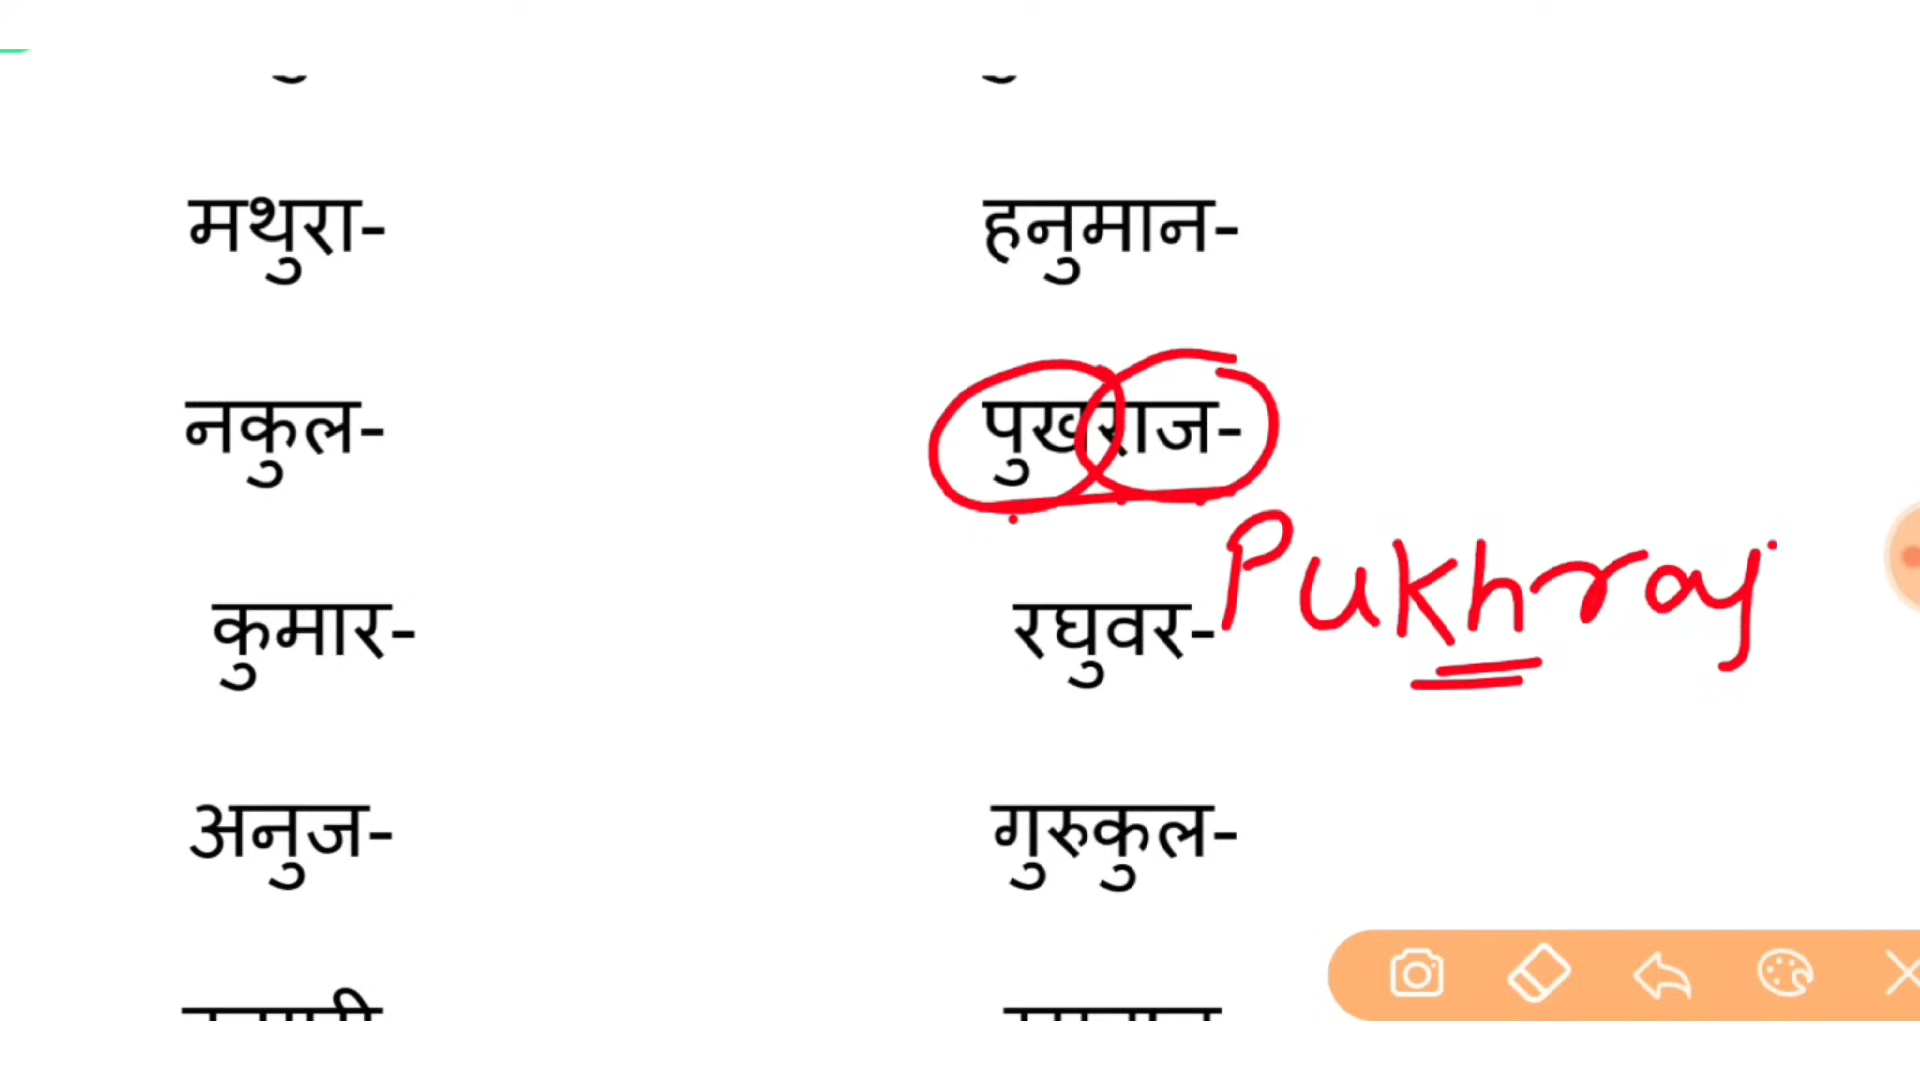 मथुरा- हनुमान-
नकुल- पुखराज-
Pukhraj
कुमार- रघुवर-
अनुज- गुरुकुल-